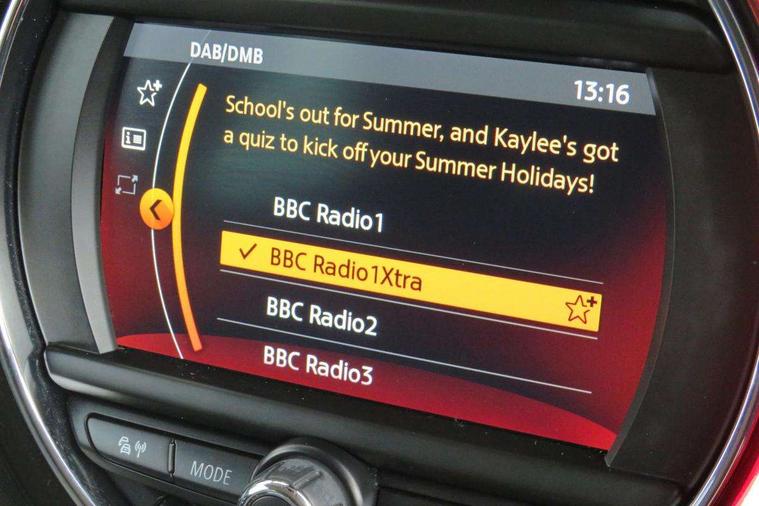 DAB/DMB
13:16
School's out for Summer, and Kaylee's got
a quiz to kick off your Summer Holidays!
BBC Radio1
BBC Radio1Xtra
BBC Radio2
BBC Radio3
MODE